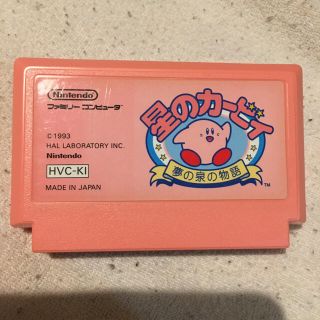 Nintendo
ファミリー コンピュータ
©1993
HAL LABORATORY INC.
Nintendo
HVC-KI
MADE IN JAPAN
星のカービィ
夢の泉の物語
TM